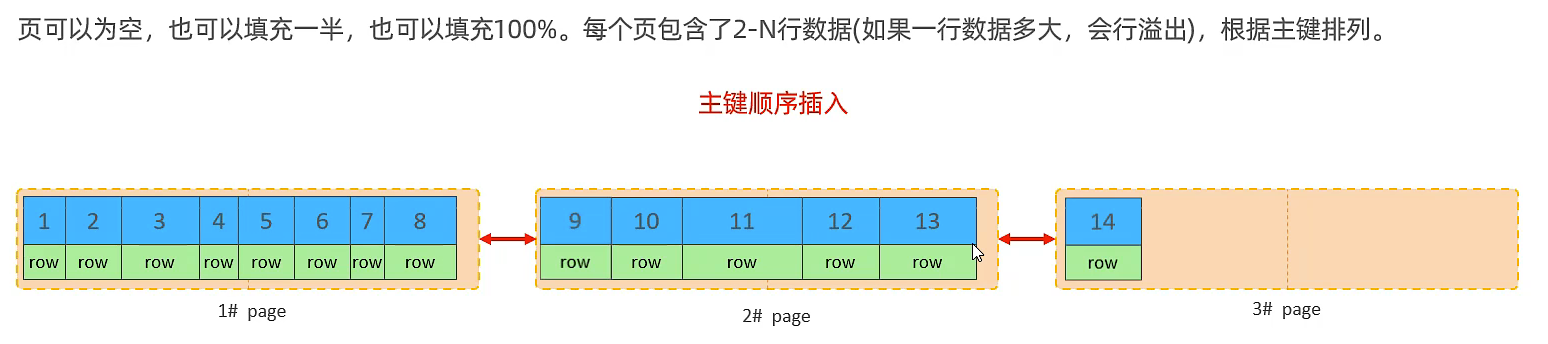 页可以为空，也可以填充一半，也可以填充100%。每个页包含了2-N行数据(如果一行数据多大，会行溢出)，根据主键排列。
主键顺序插入
1 2 3 4 5 6 7 8
row row row row row row row row
1# page
9 10 11 12 13
row row row row row
2# page
14
row
3# page